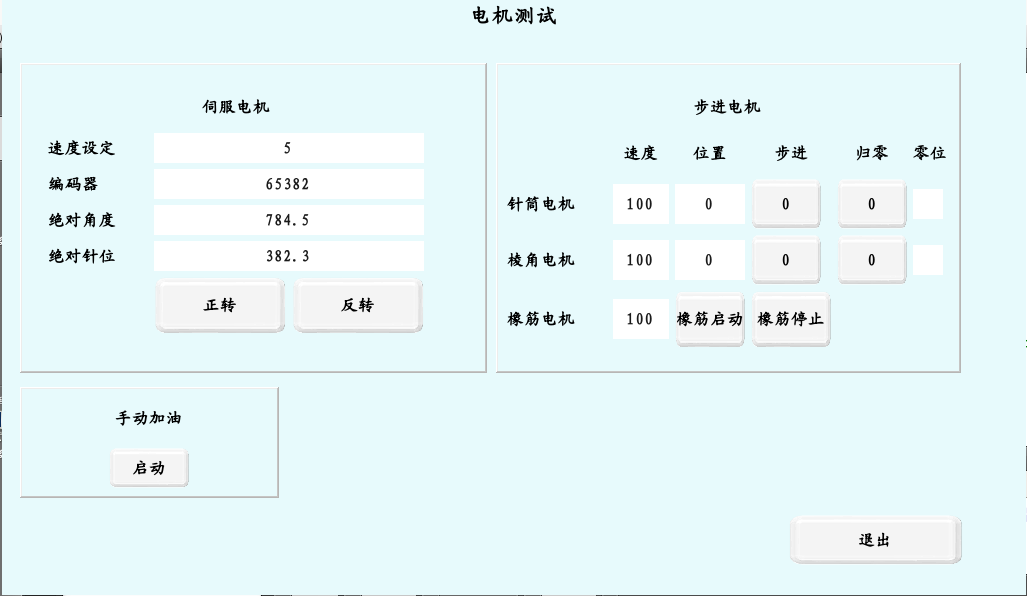 电机测试
伺服电机
速度设定 5
编码器 65382
绝对角度 784.5
绝对针位 382.3
正转 反转
步进电机
速度 位置 步进 归零 零位
针筒电机 100 0 0 0
棱角电机 100 0 0 0
橡筋电机 100 橡筋启动 橡筋停止
手动加油
启动
退出